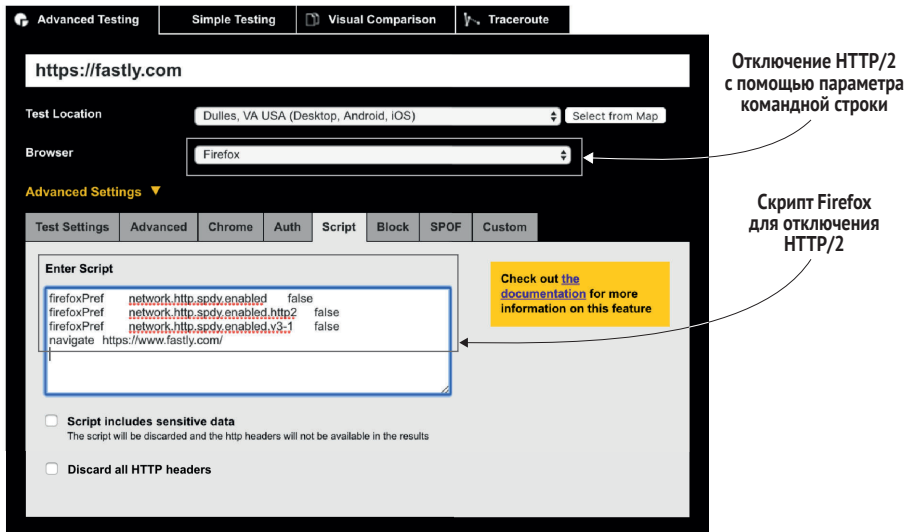 Advanced Testing Simple Testing Visual Comparison Traceroute
https://fastly.com
Test Location Dulles, VA USA (Desktop, Android, iOS) Select from Map
Browser Firefox
Advanced Settings ▼
Test Settings Advanced Chrome Auth Script Block SPOF Custom
Enter Script
firefoxPref network.http.spdy.enabled false
firefoxPref network.http.spdy.enabled.http2 false
firefoxPref network.http.spdy.enabled.v3-1 false
navigate https://www.fastly.com/
Check out the
documentation for more
information on this feature
Script includes sensitive data
The script will be discarded and the http headers will not be available in the results
Discard all HTTP headers
Отключение HTTP/2
с помощью параметра
командной строки
Скрипт Firefox
для отключения
HTTP/2